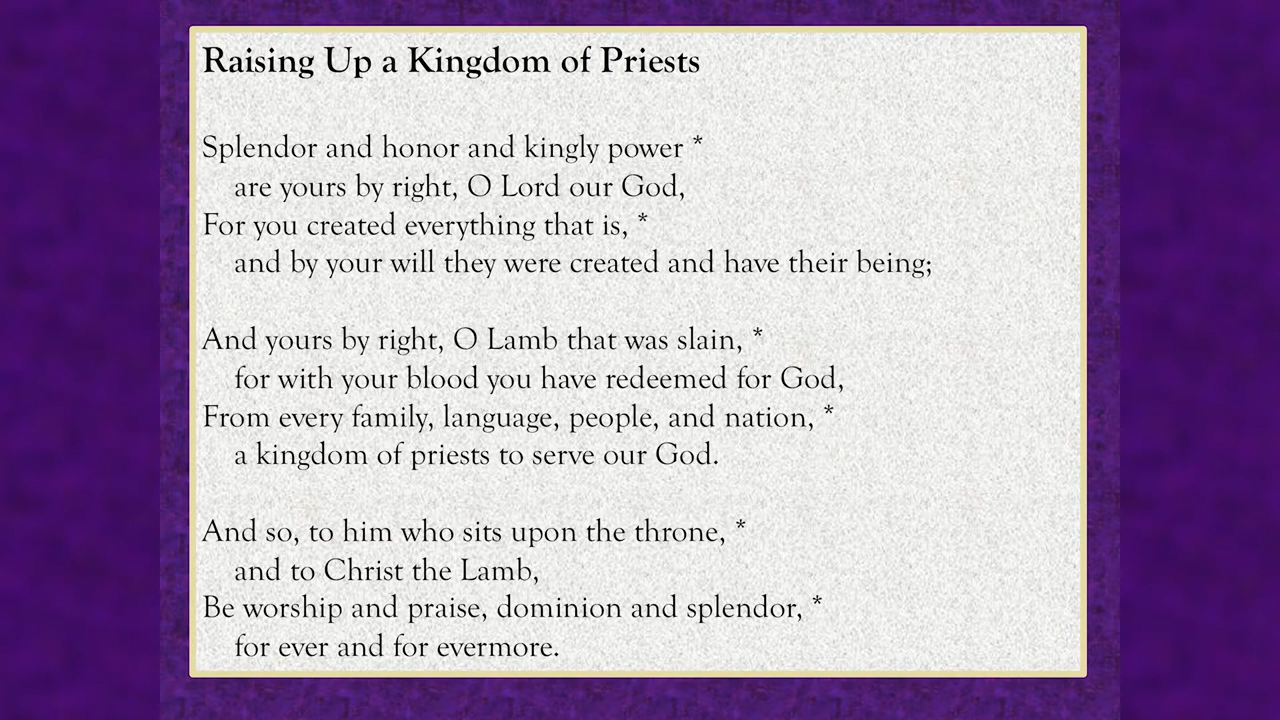 Raising Up a Kingdom of Priests
Splendor and honor and kingly power *
are yours by right, O Lord our God,
For you created everything that is, *
and by your will they were created and have their being;
And yours by right, O Lamb that was slain, *
for with your blood you have redeemed for God,
From every family, language, people, and nation, *
a kingdom of priests to serve our God.
And so, to him who sits upon the throne, *
and to Christ the Lamb,
Be worship and praise, dominion and splendor, *
for ever and for evermore.